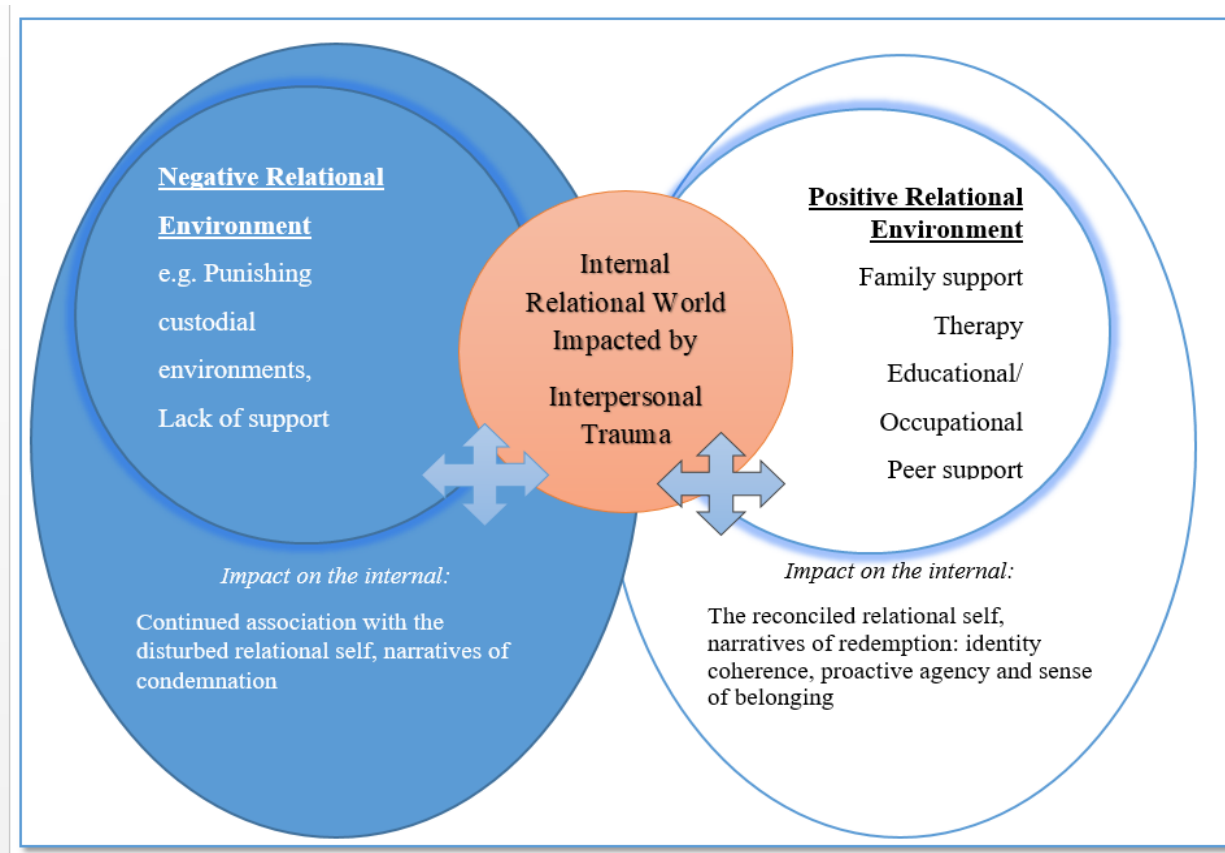 Negative Relational
Environment
e.g. Punishing
custodial
environments,
Lack of support
Impact on the internal:
Continued association with the
disturbed relational self, narratives of
condemnation
Internal
Relational World
Impacted by
Interpersonal
Trauma
Positive Relational
Environment
Family support
Therapy
Educational/
Occupational
Peer support
Impact on the internal:
The reconciled relational self,
narratives of redemption: identity
coherence, proactive agency and sense
of belonging